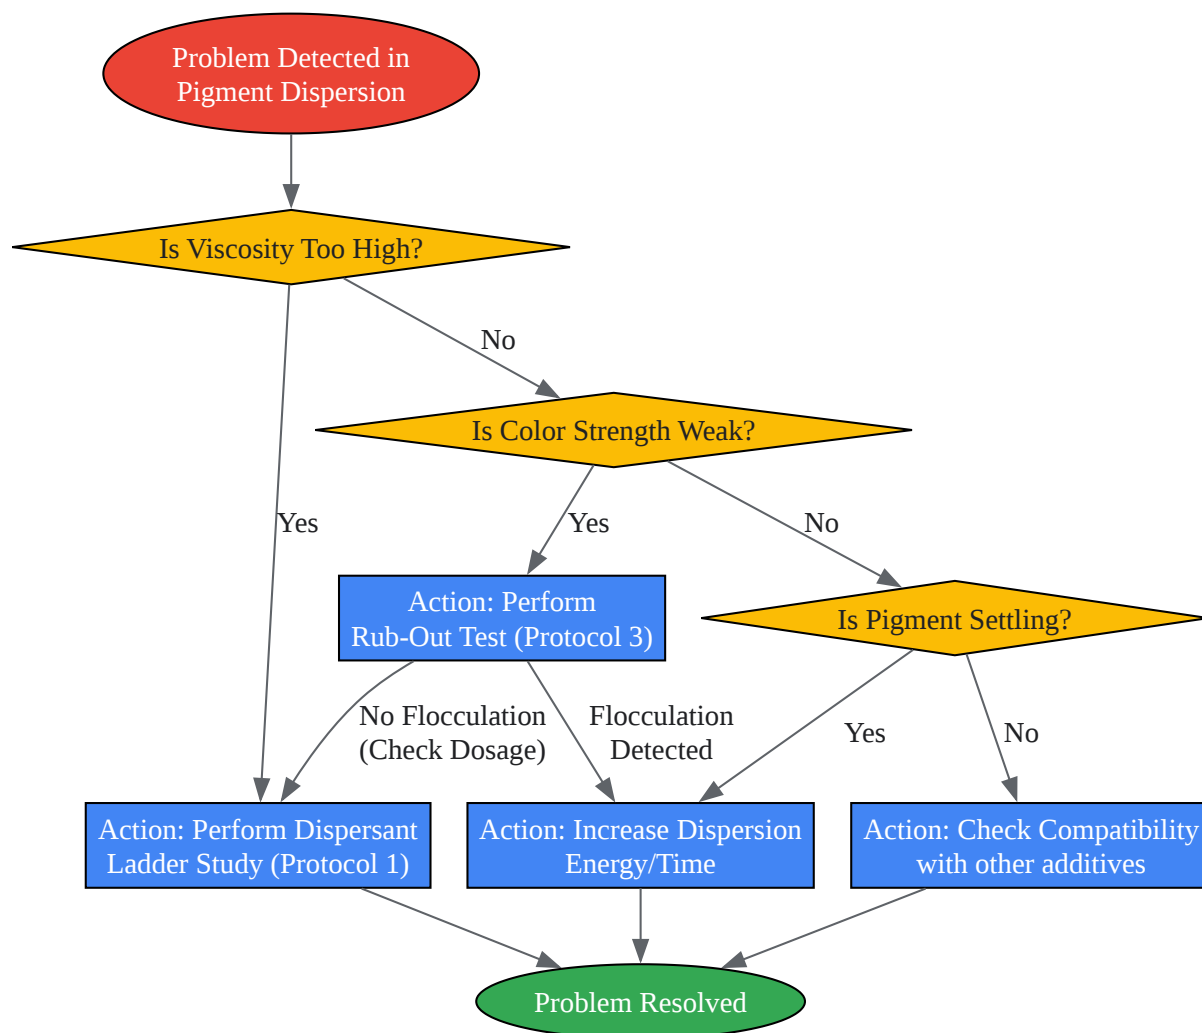 Problem Detected in
Pigment Dispersion
Is Viscosity Too High?
No
Is Color Strength Weak?
Yes
Yes
No
Action: Perform
Rub-Out Test (Protocol 3)
Is Pigment Settling?
No Flocculation
(Check Dosage)
Flocculation
Detected
Yes
No
Action: Perform Dispersant
Ladder Study (Protocol 1)
Action: Increase Dispersion
Energy/Time
Action: Check Compatibility
with other additives
Problem Resolved